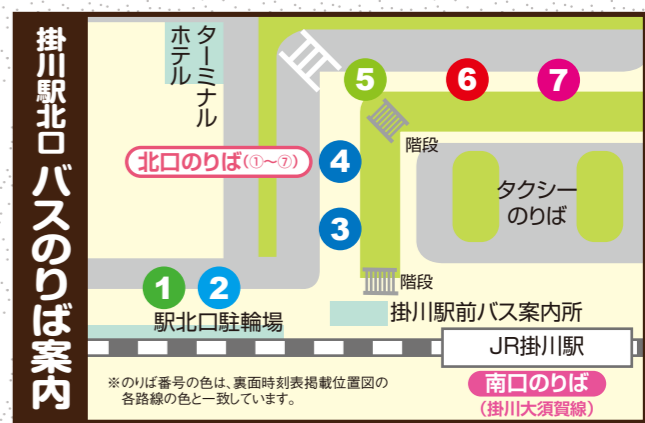 掛川駅北口 バスのりば案内
ターミナル
ホテル
5
6
7
階段
北口のりば(①~⑦)
4
タクシー
のりば
3
1
2
階段
駅北口駐輪場
掛川駅前バス案内所
JR掛川駅
※のりば番号の色は、裏面時刻表掲載位置図の
各路線の色と一致しています。
南口のりば
(掛川大須賀線)